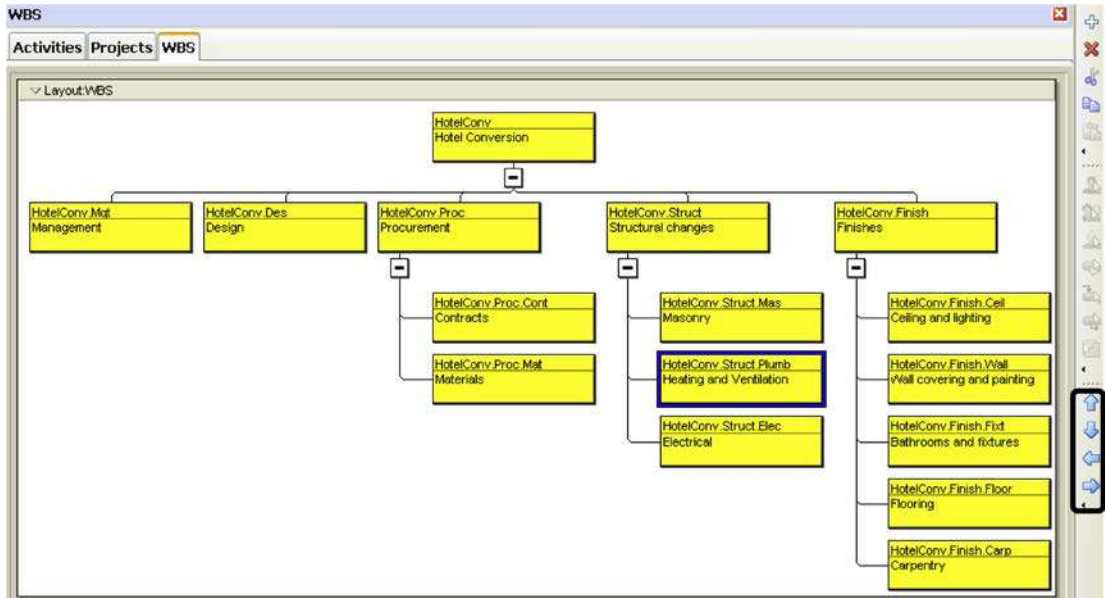 WBS
Activities Projects WBS
Layout:WBS
HotelConv
Hotel Conversion
HotelConv.Mgt
Management
HotelConv.Des
Design
HotelConv.Proc
Procurement
HotelConv.Struct
Structural changes
HotelConv.Finish
Finishes
HotelConv.Proc.Cont
Contracts
HotelConv.Proc.Mat
Materials
HotelConv.Struct.Mas
Masonry
HotelConv.Struct.Plumb
Heating and Ventilation
HotelConv.Struct.Elec
Electrical
HotelConv.Finish.Ceil
Ceiling and lighting
HotelConv.Finish.Wall
Wall covering and painting
HotelConv.Finish.Fixt
Bathrooms and fixtures
HotelConv.Finish.Floor
Flooring
HotelConv.Finish.Carp
Carpentry